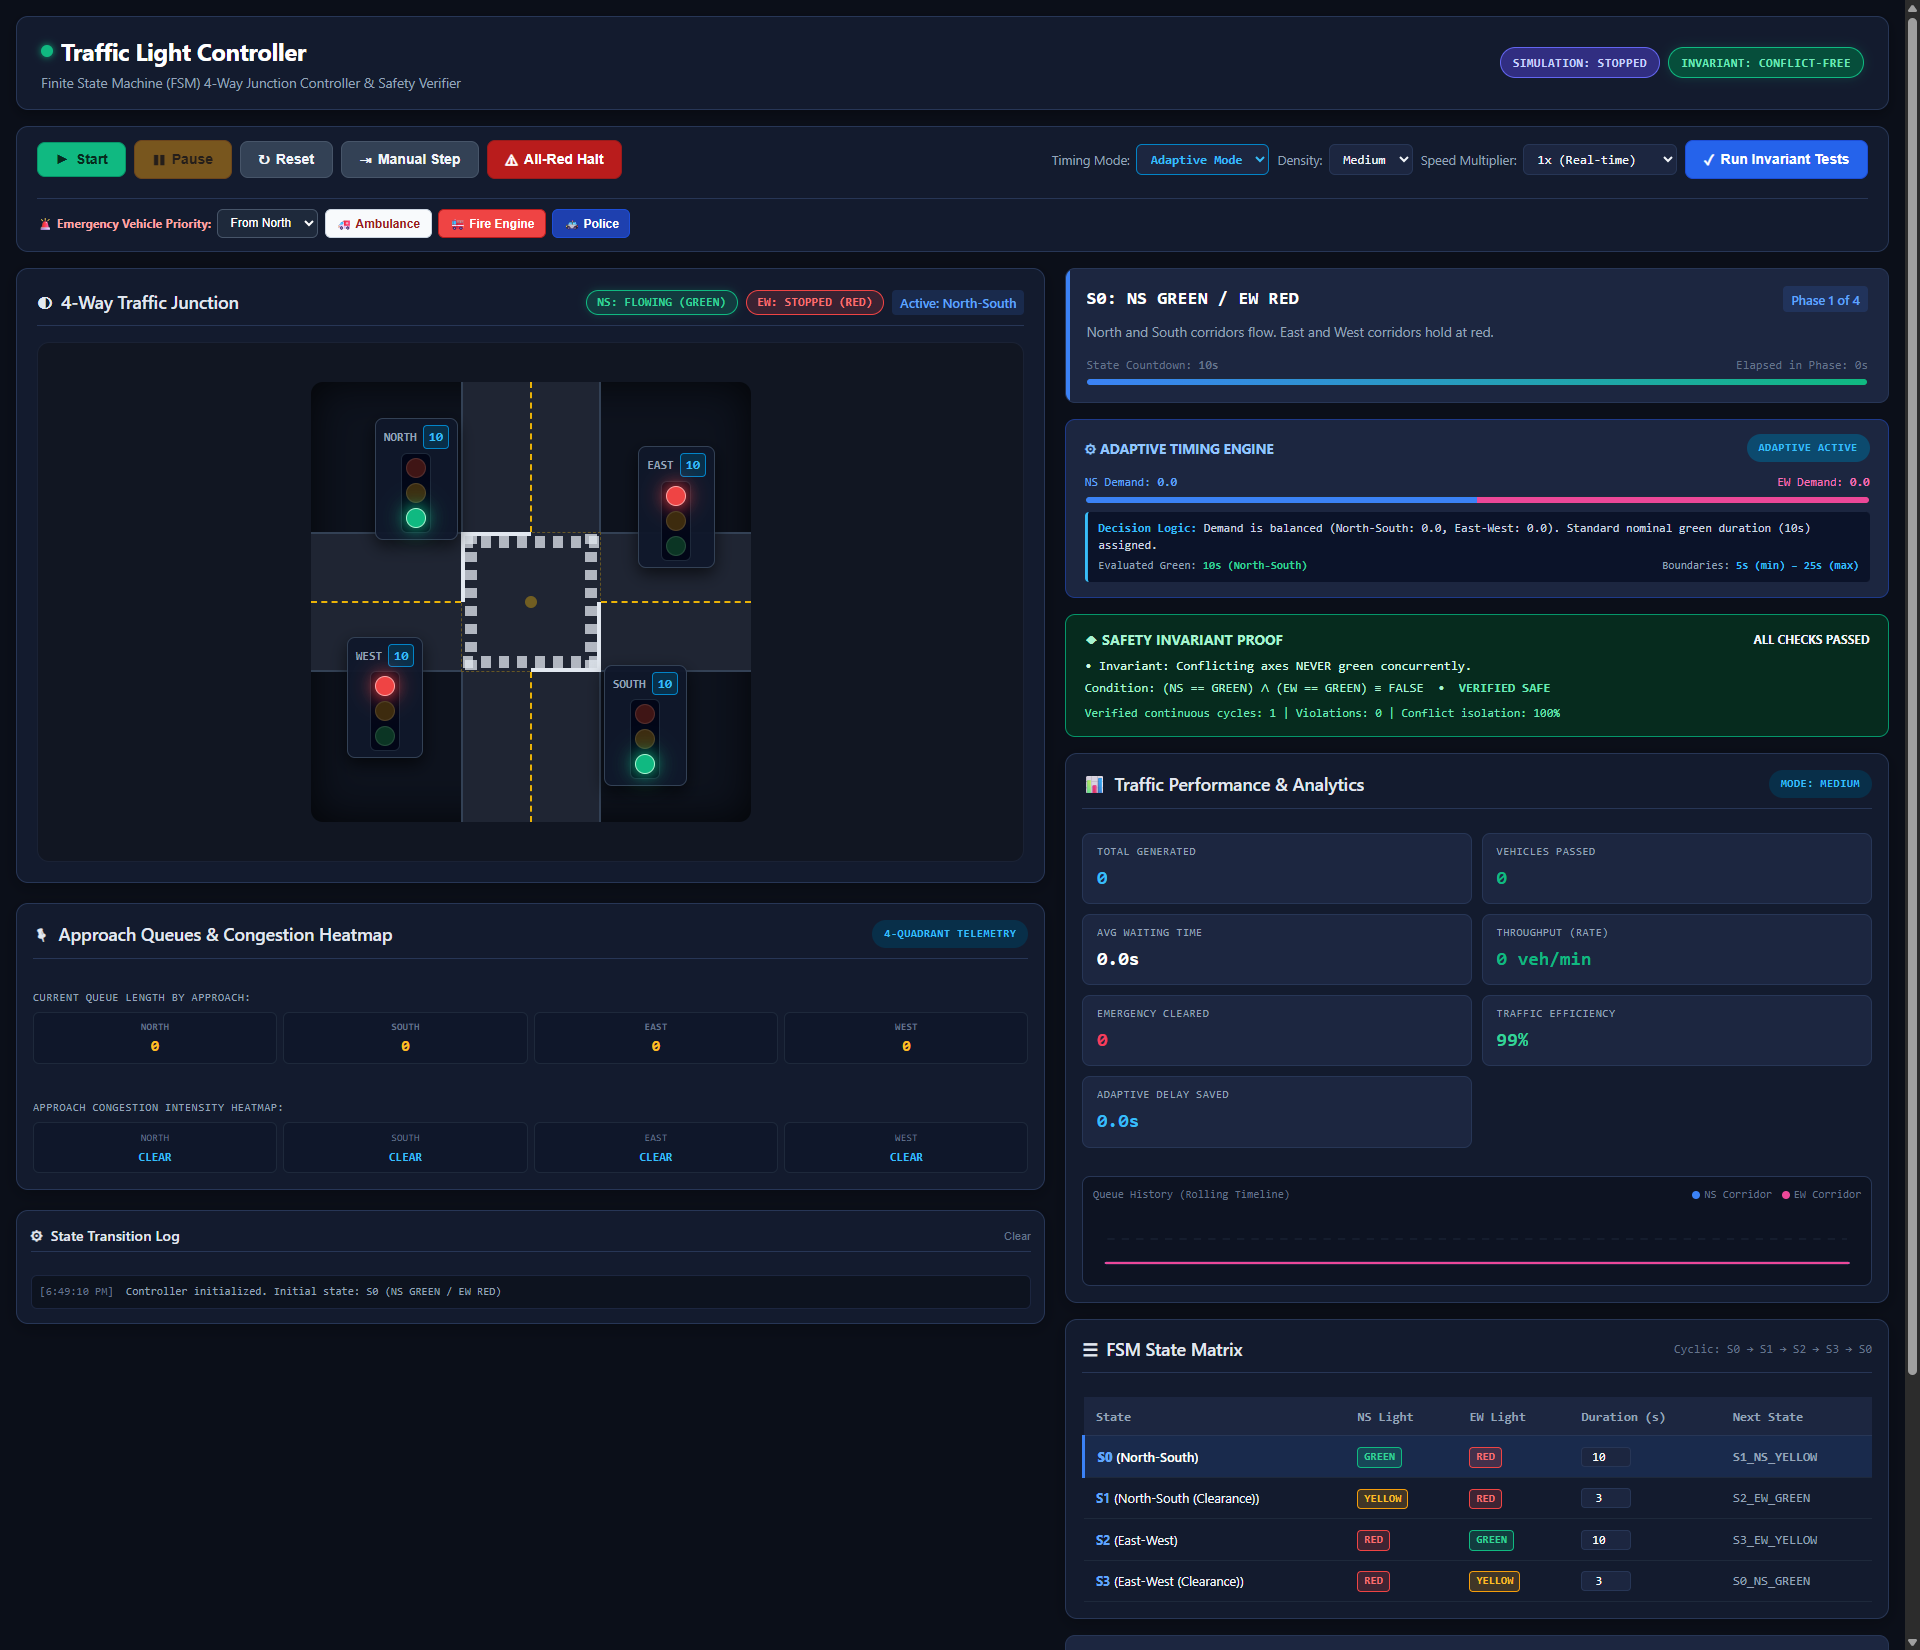 Traffic Light Controller
Finite State Machine (FSM) 4-Way Junction Controller & Safety Verifier
SIMULATION: STOPPED
INVARIANT: CONFLICT-FREE
Start
Pause
Reset
Manual Step
All-Red Halt
Timing Mode: Adaptive Mode
Density: Medium
Speed Multiplier: 1x (Real-time)
Run Invariant Tests
Emergency Vehicle Priority: From North
Ambulance
Fire Engine
Police
4-Way Traffic Junction
NS: FLOWING (GREEN)
EW: STOPPED (RED)
Active: North-South
NORTH 10
EAST 10
WEST 10
SOUTH 10
Approach Queues & Congestion Heatmap
4-QUADRANT TELEMETRY
CURRENT QUEUE LENGTH BY APPROACH:
NORTH SOUTH EAST WEST
0 0 0 0
APPROACH CONGESTION INTENSITY HEATMAP:
NORTH SOUTH EAST WEST
CLEAR CLEAR CLEAR CLEAR
State Transition Log
Clear
[6:49:10 PM] Controller initialized. Initial state: S0 (NS GREEN / EW RED)
S0: NS GREEN / EW RED
Phase 1 of 4
North and South corridors flow. East and West corridors hold at red.
State Countdown: 10s
Elapsed in Phase: 0s
ADAPTIVE TIMING ENGINE
ADAPTIVE ACTIVE
NS Demand: 0.0
EW Demand: 0.0
Decision Logic: Demand is balanced (North-South: 0.0, East-West: 0.0). Standard nominal green duration (10s)
assigned.
Evaluated Green: 10s (North-South)
Boundaries: 5s (min) – 25s (max)
SAFETY INVARIANT PROOF
ALL CHECKS PASSED
• Invariant: Conflicting axes NEVER green concurrently.
Condition: (NS == GREEN) ∧ (EW == GREEN) ≡ FALSE • VERIFIED SAFE
Verified continuous cycles: 1 | Violations: 0 | Conflict isolation: 100%
Traffic Performance & Analytics
MODE: MEDIUM
TOTAL GENERATED
0
VEHICLES PASSED
0
AVG WAITING TIME
0.0s
THROUGHPUT (RATE)
0 veh/min
EMERGENCY CLEARED
0
TRAFFIC EFFICIENCY
99%
ADAPTIVE DELAY SAVED
0.0s
Queue History (Rolling Timeline)
NS Corridor
EW Corridor
FSM State Matrix
Cyclic: S0 → S1 → S2 → S3 → S0
State NS Light EW Light Duration (s) Next State
S0 (North-South) GREEN RED 10 S1_NS_YELLOW
S1 (North-South (Clearance)) YELLOW RED 3 S2_EW_GREEN
S2 (East-West) RED GREEN 10 S3_EW_YELLOW
S3 (East-West (Clearance)) RED YELLOW 3 S0_NS_GREEN